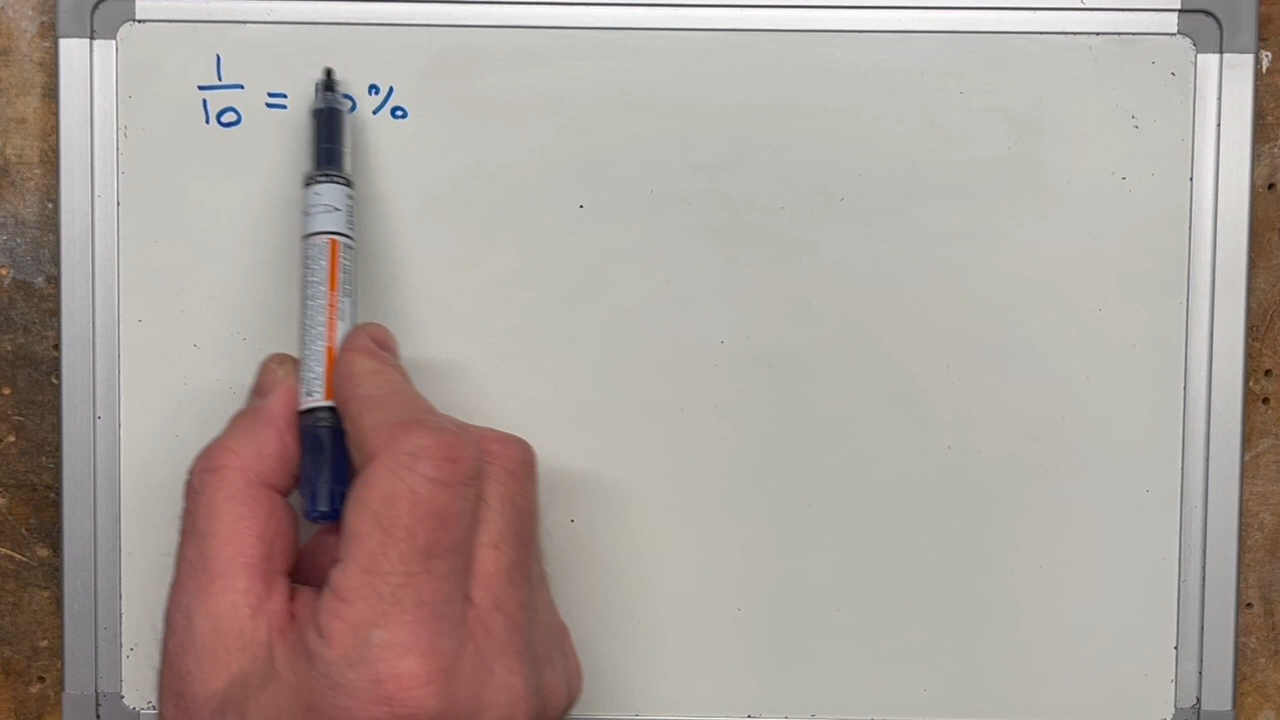 1/10 = %